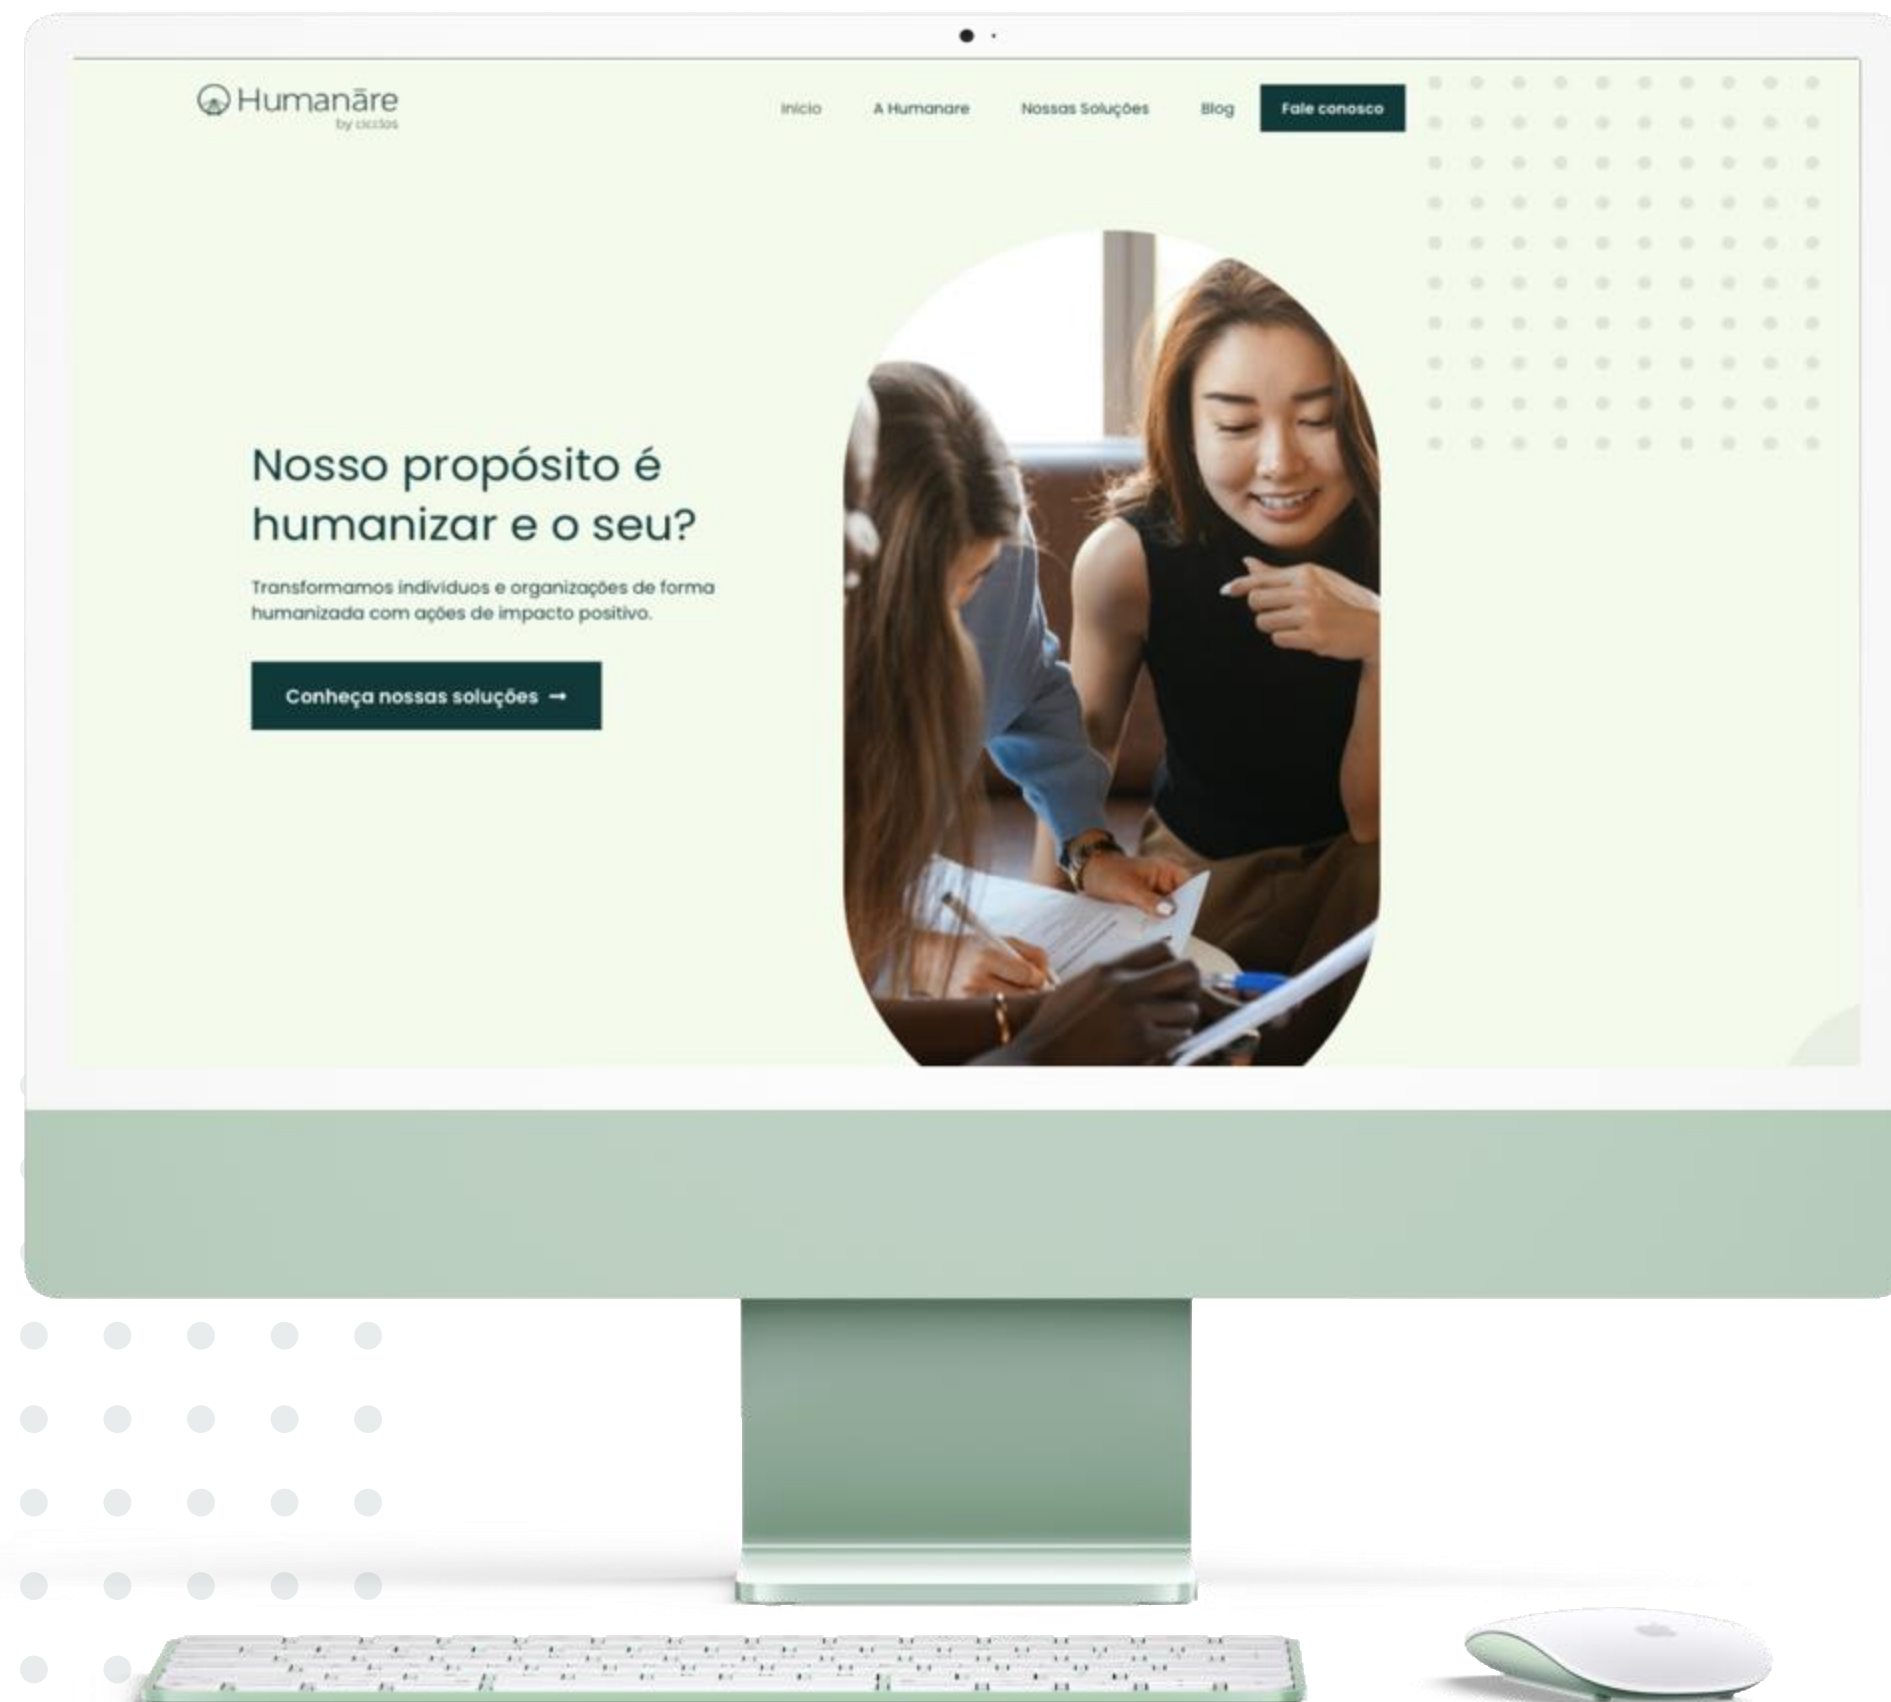 Humanāre
by cicclos
Início
A Humanare
Nossas Soluções
Blog
Fale conosco
Nosso propósito é
humanizar e o seu?
Transformamos indivíduos e organizações de forma
humanizada com ações de impacto positivo.
Conheça nossas soluções →